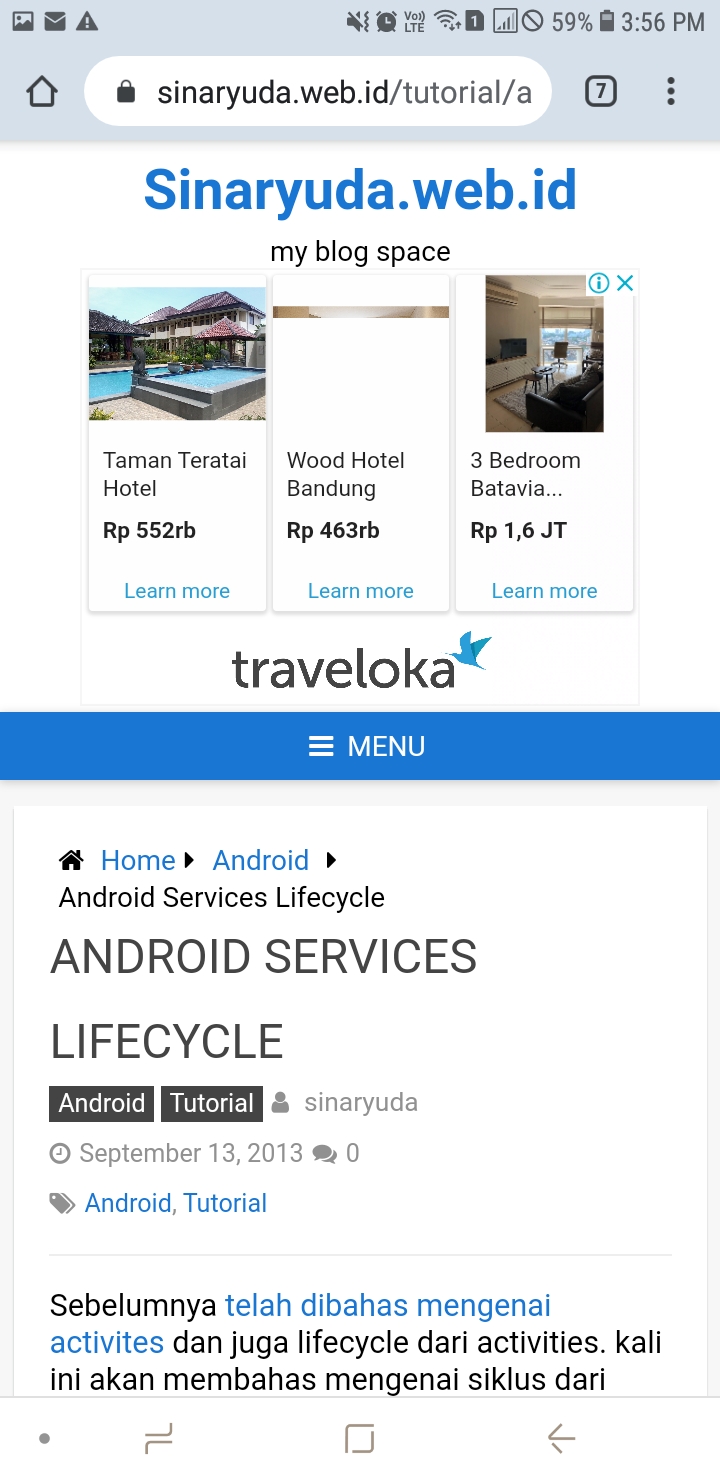 Vo))
LTE
1
59%
3:56 PM
sinaryuda.web.id/tutorial/a
7
Sinaryuda.web.id
my blog space
Taman Teratai
Hotel
Rp 552rb
Learn more
Wood Hotel
Bandung
Rp 463rb
Learn more
3 Bedroom
Batavia...
Rp 1,6 JT
Learn more
traveloka
MENU
Home Android
Android Services Lifecycle
ANDROID SERVICES
LIFECYCLE
Android Tutorial sinaryuda
September 13, 2013 0
Android, Tutorial
Sebelumnya telah dibahas mengenai
activites dan juga lifecycle dari activities. kali
ini akan membahas mengenai siklus dari